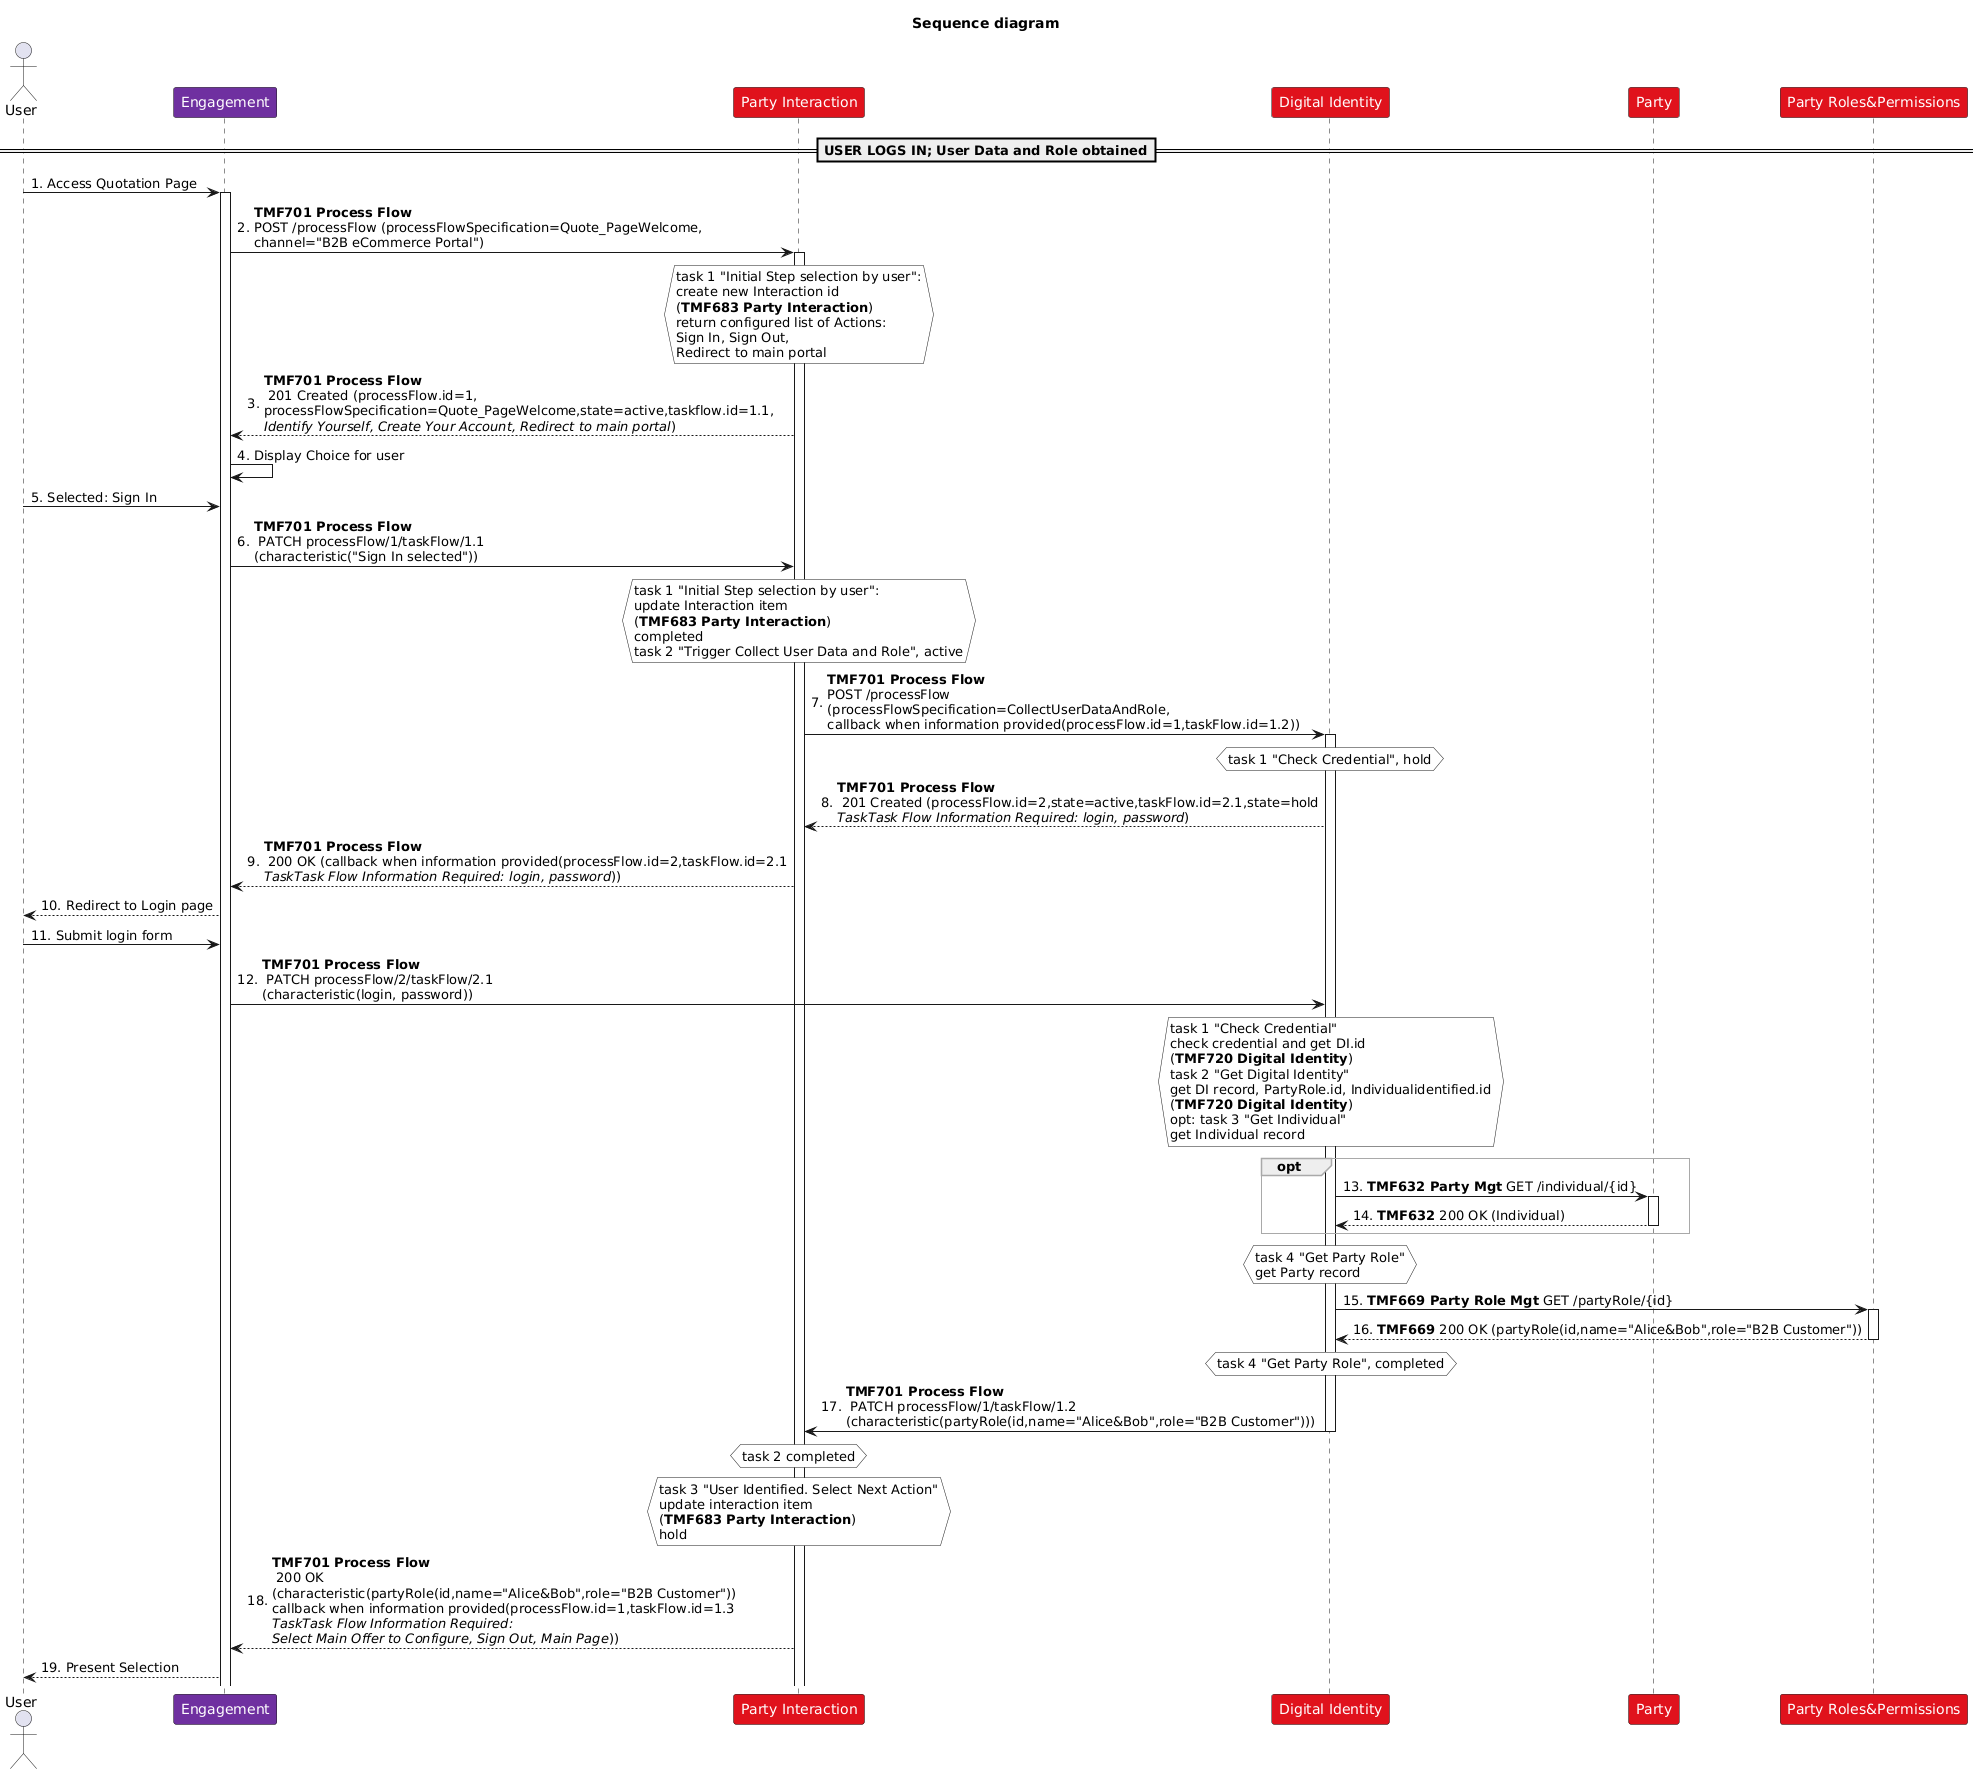 Sequence diagram
User
Engagement
Party Interaction
Digital Identity
Party
Party Roles&Permissions
USER LOGS IN; User Data and Role obtained
1. Access Quotation Page
TMF701 Process Flow
2. POST /processFlow (processFlowSpecification=Quote_PageWelcome,
channel="B2B eCommerce Portal")
task 1 "Initial Step selection by user":
create new Interaction id
(TMF683 Party Interaction)
return configured list of Actions:
Sign In, Sign Out,
Redirect to main portal
TMF701 Process Flow
3. 201 Created (processFlow.id=1,
processFlowSpecification=Quote_PageWelcome,state=active,taskflow.id=1.1,
Identify Yourself, Create Your Account, Redirect to main portal)
4. Display Choice for user
5. Selected: Sign In
TMF701 Process Flow
6. PATCH processFlow/1/taskFlow/1.1
(characteristic("Sign In selected"))
task 1 "Initial Step selection by user":
update Interaction item
(TMF683 Party Interaction)
completed
task 2 "Trigger Collect User Data and Role", active
TMF701 Process Flow
7. POST /processFlow
(processFlowSpecification=CollectUserDataAndRole,
callback when information provided(processFlow.id=1,taskFlow.id=1.2))
task 1 "Check Credential", hold
TMF701 Process Flow
8. 201 Created (processFlow.id=2,state=active,taskFlow.id=2.1,state=hold
TaskTask Flow Information Required: login, password)
TMF701 Process Flow
9. 200 OK (callback when information provided(processFlow.id=2,taskFlow.id=2.1
TaskTask Flow Information Required: login, password))
10. Redirect to Login page
11. Submit login form
TMF701 Process Flow
12. PATCH processFlow/2/taskFlow/2.1
(characteristic(login, password))
task 1 "Check Credential"
check credential and get DI.id
(TMF720 Digital Identity)
task 2 "Get Digital Identity"
get DI record, PartyRole.id, Individualidentified.id
(TMF720 Digital Identity)
opt: task 3 "Get Individual"
get Individual record
opt
13. TMF632 Party Mgt GET /individual/{id}
14. TMF632 200 OK (Individual)
task 4 "Get Party Role"
get Party record
15. TMF669 Party Role Mgt GET /partyRole/{id}
16. TMF669 200 OK (partyRole(id,name="Alice&Bob",role="B2B Customer"))
task 4 "Get Party Role", completed
TMF701 Process Flow
17. PATCH processFlow/1/taskFlow/1.2
(characteristic(partyRole(id,name="Alice&Bob",role="B2B Customer")))
task 2 completed
task 3 "User Identified. Select Next Action"
update interaction item
(TMF683 Party Interaction)
hold
TMF701 Process Flow
200 OK
(characteristic(partyRole(id,name="Alice&Bob",role="B2B Customer"))
18. callback when information provided(processFlow.id=1,taskFlow.id=1.3
TaskTask Flow Information Required:
Select Main Offer to Configure, Sign Out, Main Page))
19. Present Selection
User
Engagement
Party Interaction
Digital Identity
Party
Party Roles&Permissions